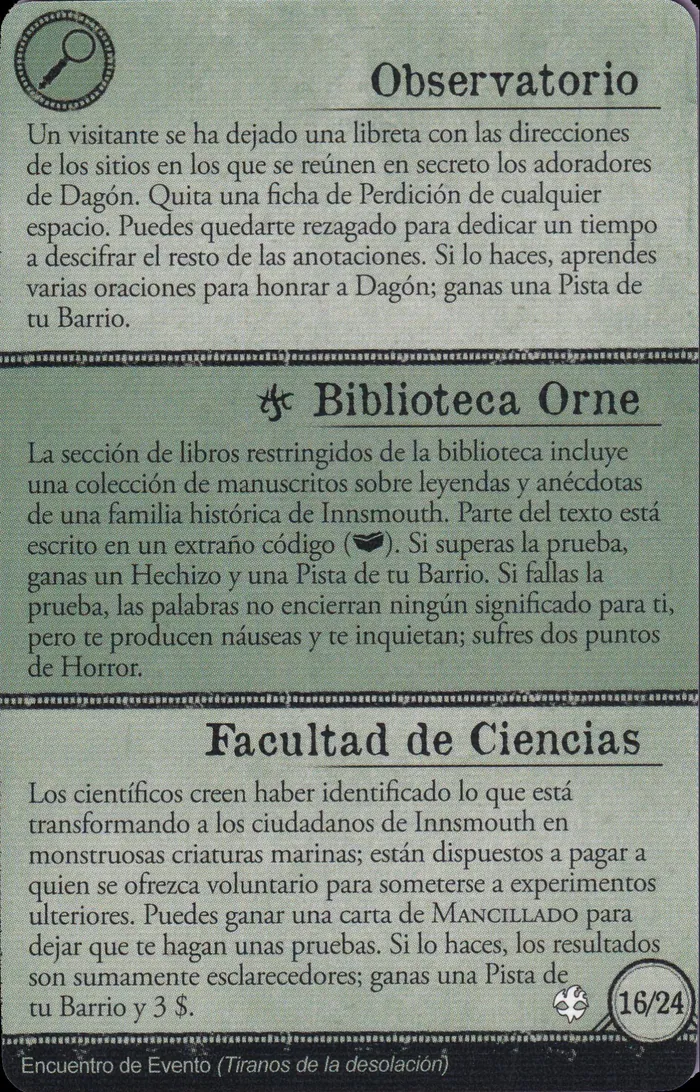 Observatorio
Un visitante se ha dejado una libreta con las direcciones
de los sitios en los que se reúnen en secreto los adoradores
de Dagón. Quita una ficha de Perdición de cualquier
espacio. Puedes quedarte rezagado para dedicar un tiempo
a descifrar el resto de las anotaciones. Si lo haces, aprendes
varias oraciones para honrar a Dagón; ganas una Pista de
tu Barrio.
Biblioteca Orne
La sección de libros restringidos de la biblioteca incluye
una colección de manuscritos sobre leyendas y anécdotas
de una familia histórica de Innsmouth. Parte del texto está
escrito en un extraño código (). Si superas la prueba,
ganas un Hechizo y una Pista de tu Barrio. Si fallas la
prueba, las palabras no encierran ningún significado para ti,
pero te producen náuseas y te inquietan; sufres dos puntos
de Horror.
Facultad de Ciencias
Los científicos creen haber identificado lo que está
transformando a los ciudadanos de Innsmouth en
monstruosas criaturas marinas; están dispuestos a pagar a
quien se ofrezca voluntario para someterse a experimentos
ulteriores. Puedes ganar una carta de MANCILLADO para
dejar que te hagan unas pruebas. Si lo haces, los resultados
son sumamente esclarecedores; ganas una Pista de
tu Barrio y 3 $.
16/24
Encuentro de Evento (Tiranos de la desolación)